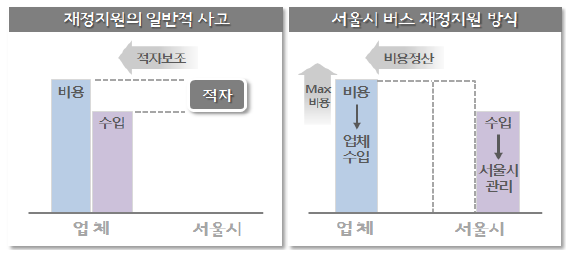 재정지원의 일반적 사고
적자보조
비용
수입
적자
업체
서울시
서울시 버스 재정지원 방식
비용정산
Max
비용
비용
업체
수입
수입
서울시
관리
업체
서울시